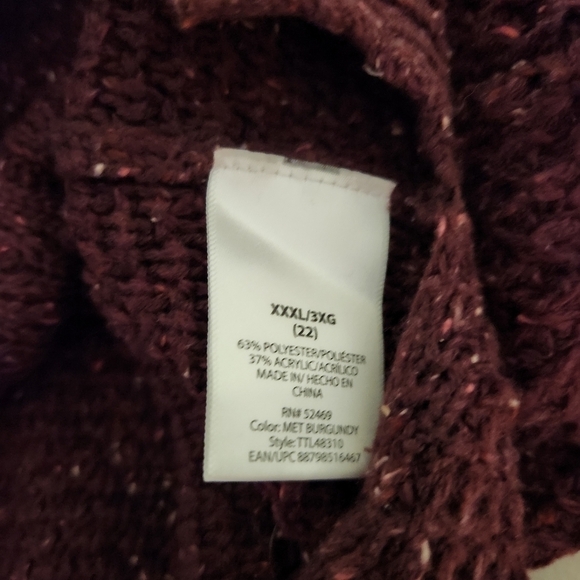 XXXL/3XG
(22)
63% POLYESTER/POLIÉSTER
37% ACRYLIC/ACRÍLICO
MADE IN/ HECHO EN
CHINA
RN# 52469
Color: MET BURGUNDY
Style: TTL48310
EAN/UPC 88798516467